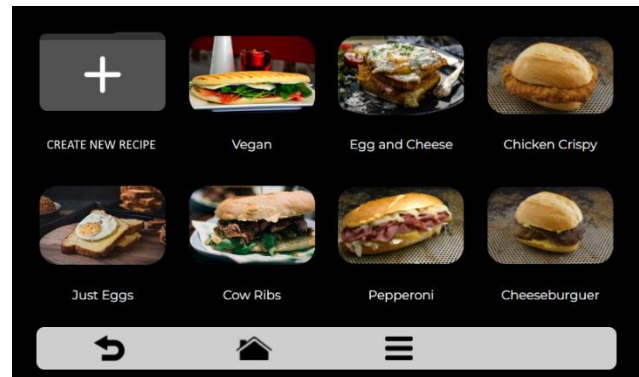 CREATE NEW RECIPE
Vegan
Egg and Cheese
Chicken Crispy
Just Eggs
Cow Ribs
Pepperoni
Cheeseburguer